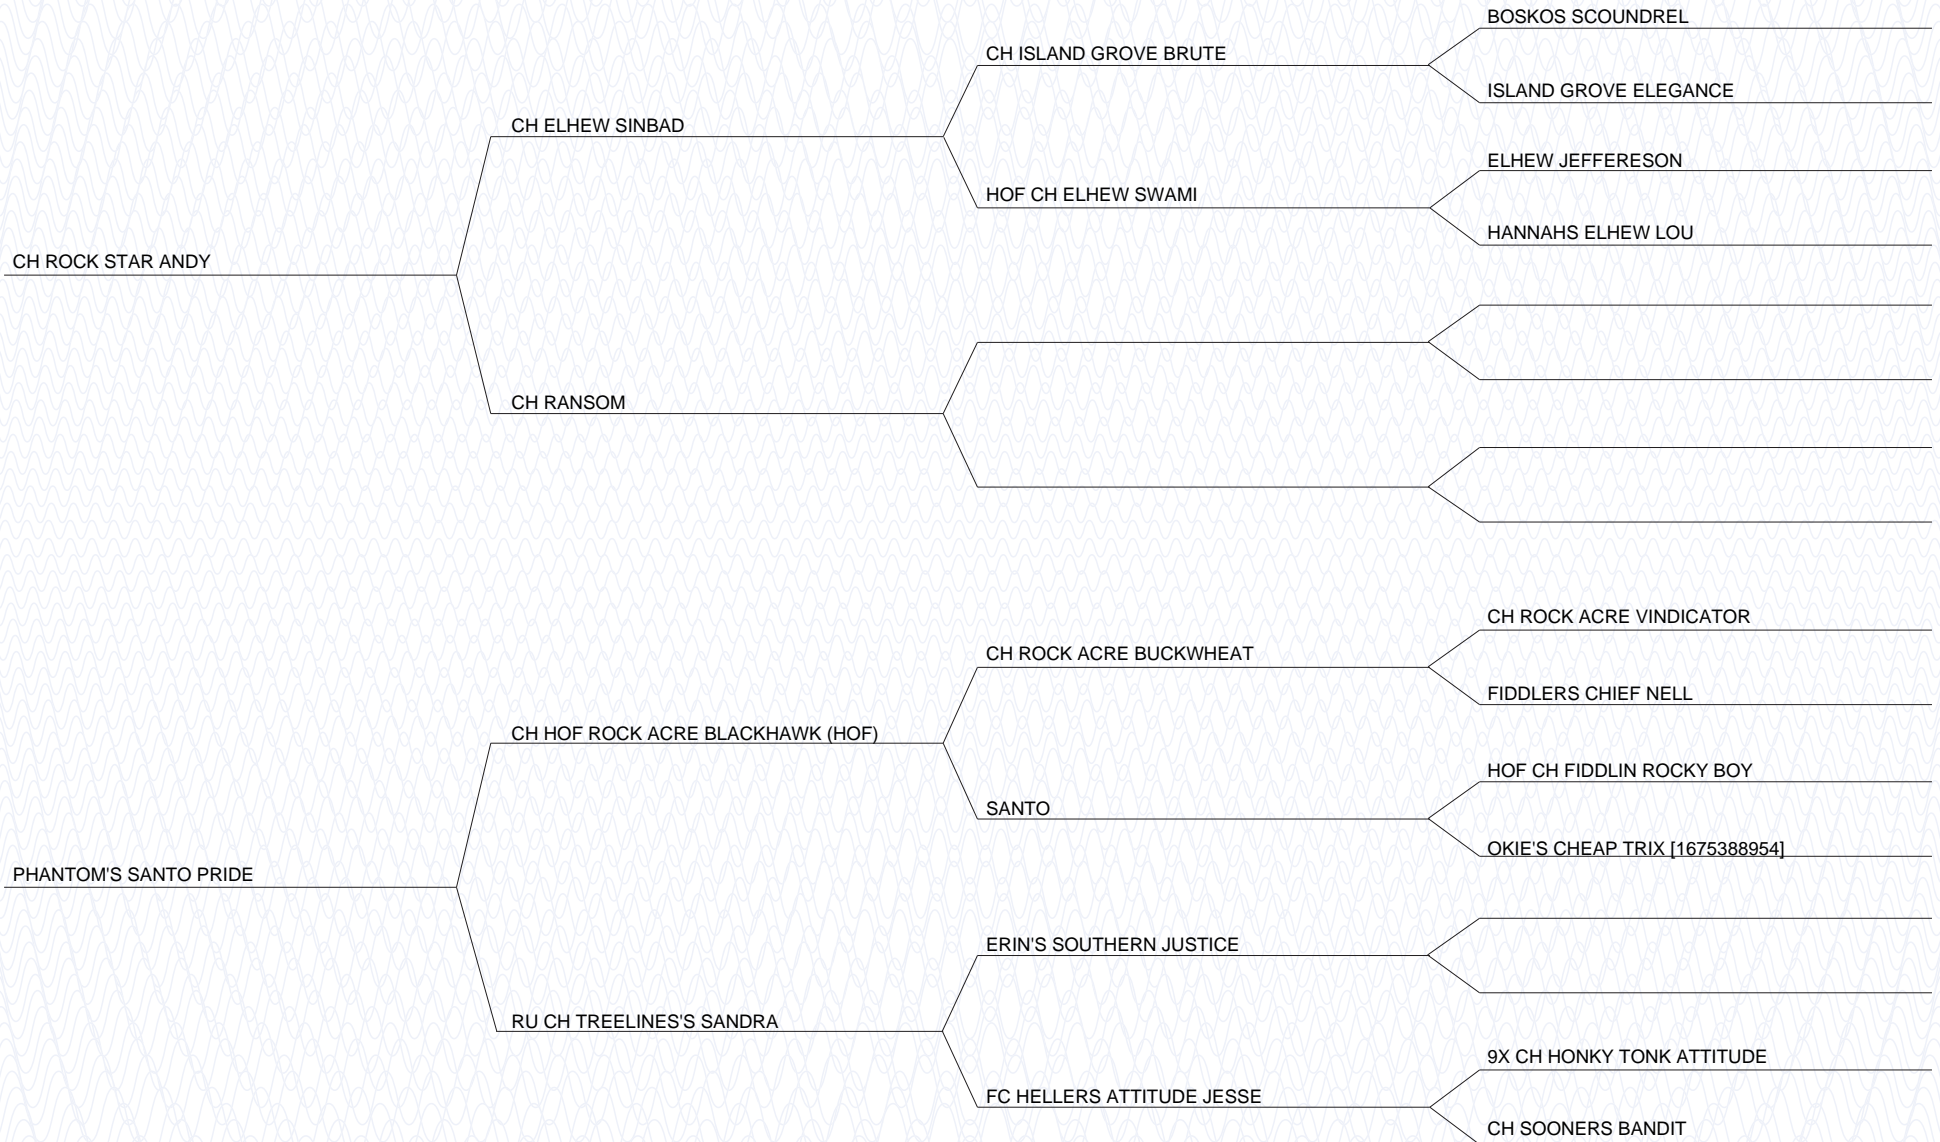 BOSKOS SCOUNDREL
CH ISLAND GROVE BRUTE
ISLAND GROVE ELEGANCE
CH ELHEW SINBAD
ELHEW JEFFERESON
HOF CH ELHEW SWAMI
HANNAHS ELHEW LOU
CH ROCK STAR ANDY
CH RANSOM
CH ROCK ACRE VINDICATOR
CH ROCK ACRE BUCKWHEAT
FIDDLERS CHIEF NELL
CH HOF ROCK ACRE BLACKHAWK (HOF)
HOF CH FIDDLIN ROCKY BOY
SANTO
OKIE'S CHEAP TRIX [1675388954]
PHANTOM'S SANTO PRIDE
ERIN'S SOUTHERN JUSTICE
RU CH TREELINES'S SANDRA
9X CH HONKY TONK ATTITUDE
FC HELLERS ATTITUDE JESSE
CH SOONERS BANDIT